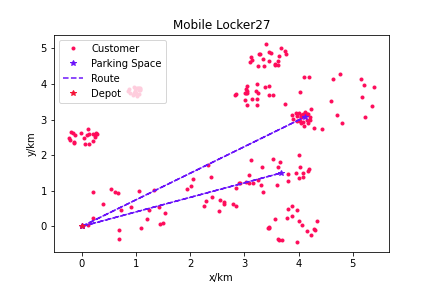 Mobile Locker27
Customer
Parking Space
Route
Depot
y/km
5
4
3
2
1
0
0 1 2 3 4 5
x/km